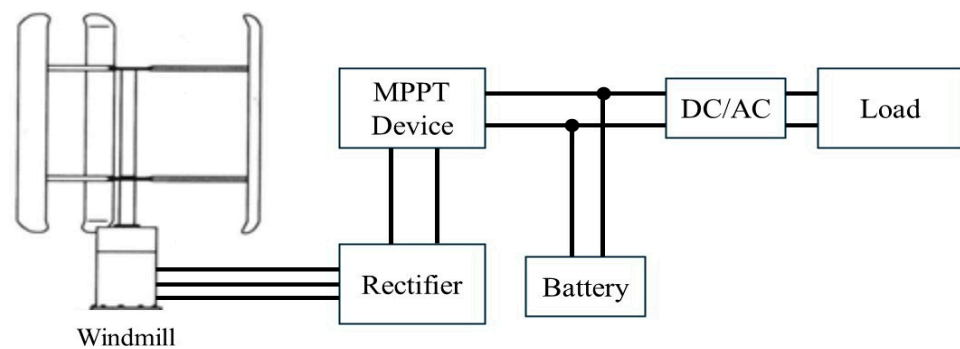 MPPT
Device
DC/AC
Load
Rectifier
Battery
Windmill